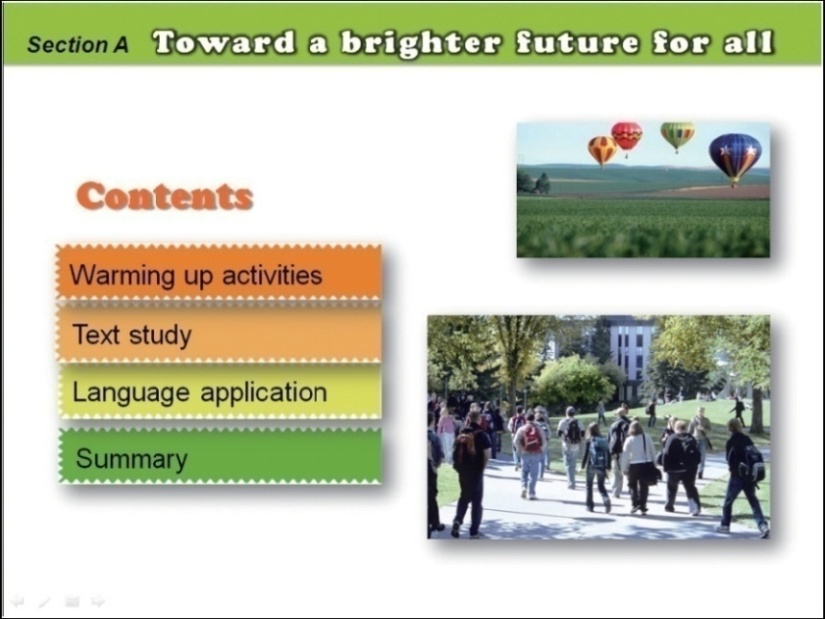 Section A Toward a brighter future for all
Contents
Warming up activities
Text study
Language application
Summary